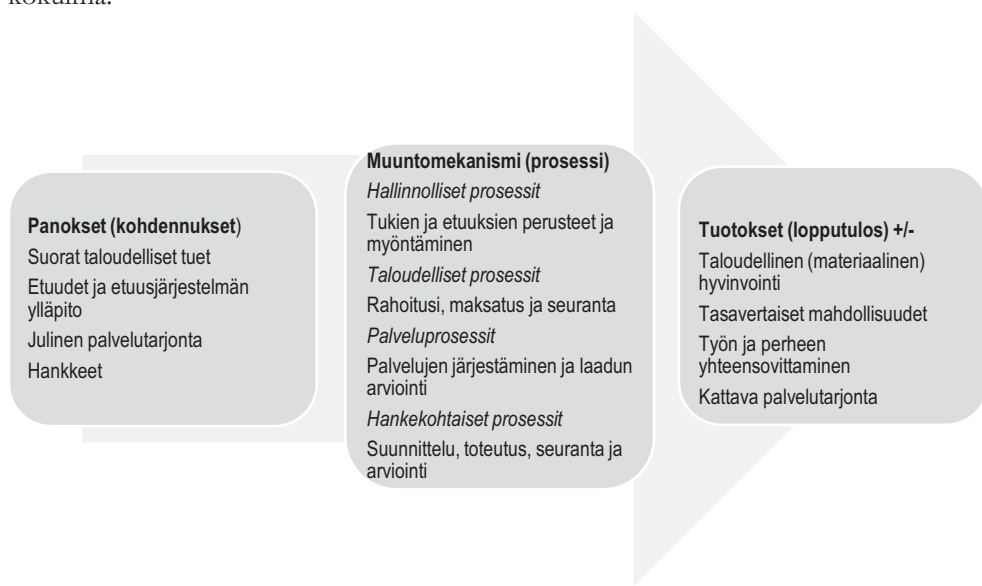 Panokset (kohdennukset)
Suorat taloudelliset tuet
Etuudet ja etuusjärjestelmän
ylläpito
Julinen palvelutarjonta
Hankkeet
Muuntomekanismi (prosessi)
Hallinnolliset prosessit
Tukien ja etuuksien perusteet ja
myöntäminen
Taloudelliset prosessit
Rahoitusi, maksatus ja seuranta
Palveluprosessit
Palvelujen järjestäminen ja laadun
arviointi
Hankekohtaiset prosessit
Suunnittelu, toteutus, seuranta ja
arviointi
Tuotokset (lopputulos) +/-
Taloudellinen (materiaalinen)
hyvinvointi
Tasavertaiset mahdollisuudet
Työn ja perheen
yhteensovittaminen
Kattava palvelutarjonta